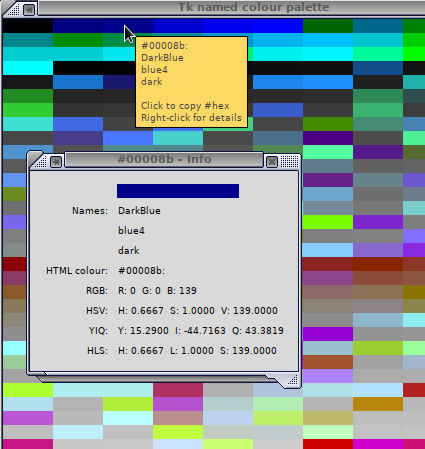 Tk named colour palette
#00008b:
DarkBlue
blue4
dark
Click to copy #hex
Right-click for details
#00008b - Info
Names: DarkBlue
blue4
dark
HTML colour: #00008b:
RGB: R: 0 G: 0 B: 139
HSV: H: 0.6667 S: 1.0000 V: 139.0000
YIQ: Y: 15.2900 I: -44.7163 Q: 43.3819
HLS: H: 0.6667 L: 1.0000 S: 139.0000